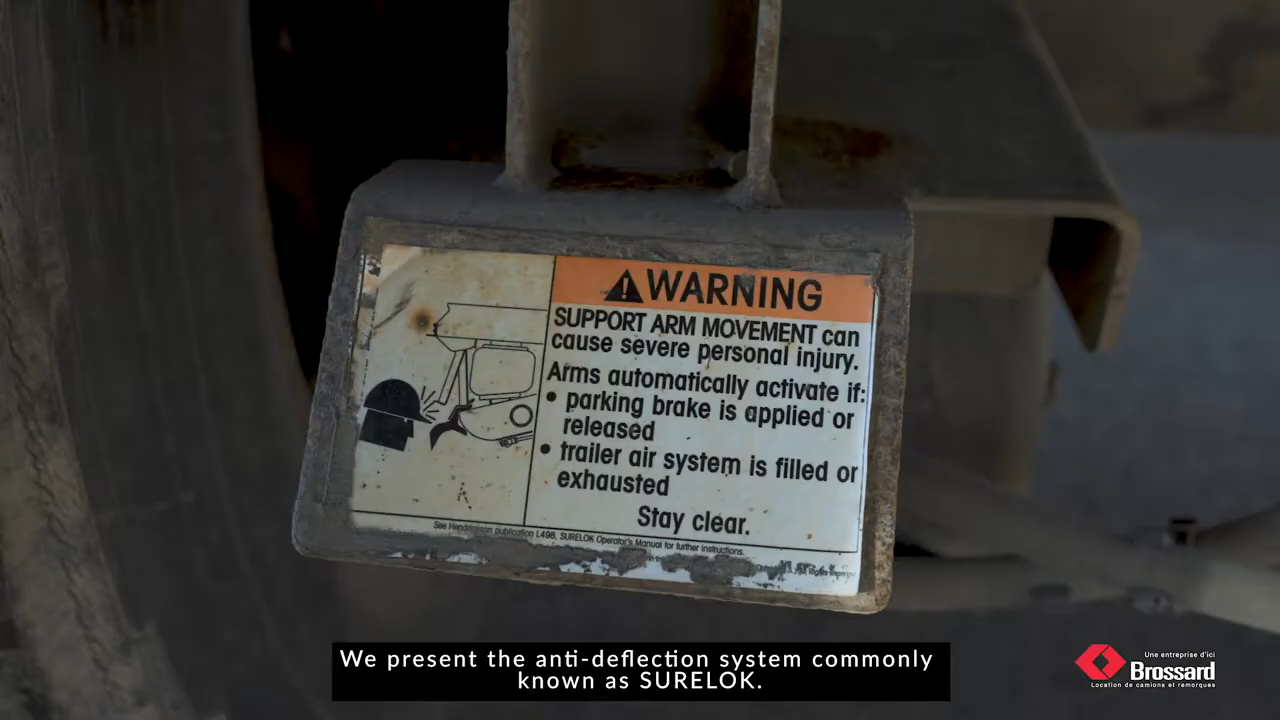 WARNING
SUPPORT ARM MOVEMENT can
cause severe personal injury.
Arms automatically activate if:
• parking brake is applied or
released
• trailer air system is filled or
exhausted
Stay clear.
See Hendrickson publication L498, SURELOK Operator's Manual for further instructions.
We present the anti-deflection system commonly
known as SURELOK.
Une entreprise d'ici
Brossard
Location de camions et remorques